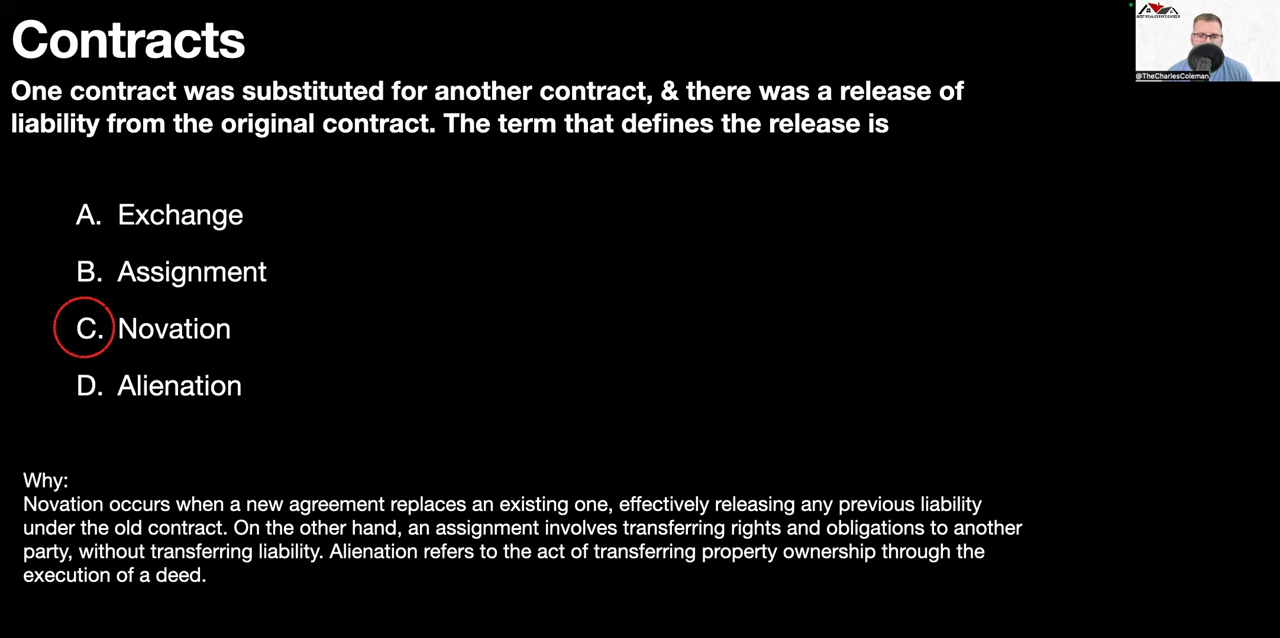 Contracts
One contract was substituted for another contract, & there was a release of
liability from the original contract. The term that defines the release is
A. Exchange
B. Assignment
C. Novation
D. Alienation
Why:
Novation occurs when a new agreement replaces an existing one, effectively releasing any previous liability
under the old contract. On the other hand, an assignment involves transferring rights and obligations to another
party, without transferring liability. Alienation refers to the act of transferring property ownership through the
execution of a deed.
@TheCharlesColeman